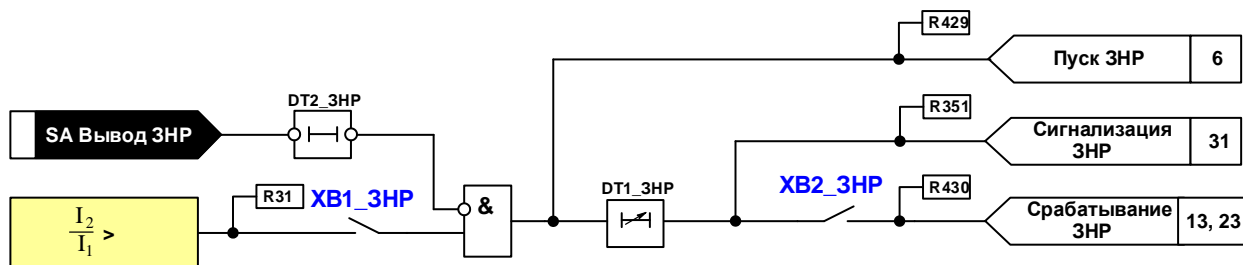 R429
Пуск ЗНР 6
DT2_ЗНР
R351
SA Вывод ЗНР
Сигнализация
ЗНР
31
DT1_ЗНР
XB2_ЗНР
R430
R31
XB1_ЗНР
&
I2
I1
>
Срабатывание
ЗНР
13, 23